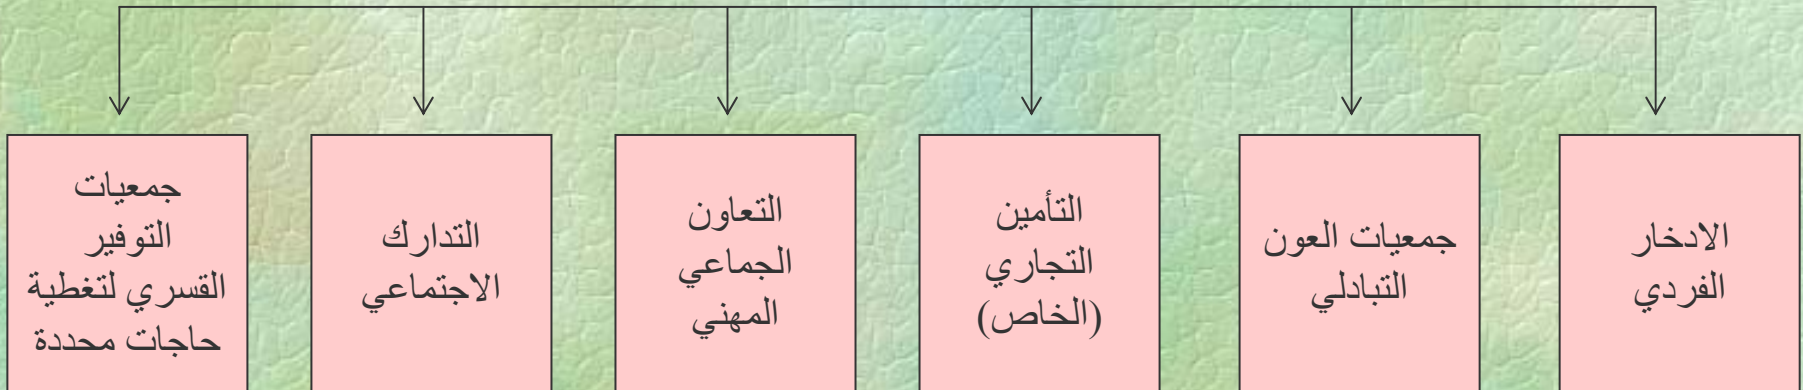 الادخار
الفردي
جمعيات العون
التبادلي
التأمين
التجاري
(الخاص)
التعاون
الجماعي
المهني
التدارك
الاجتماعي
جمعيات
التوفير
القسري لتغطية
حاجات محددة